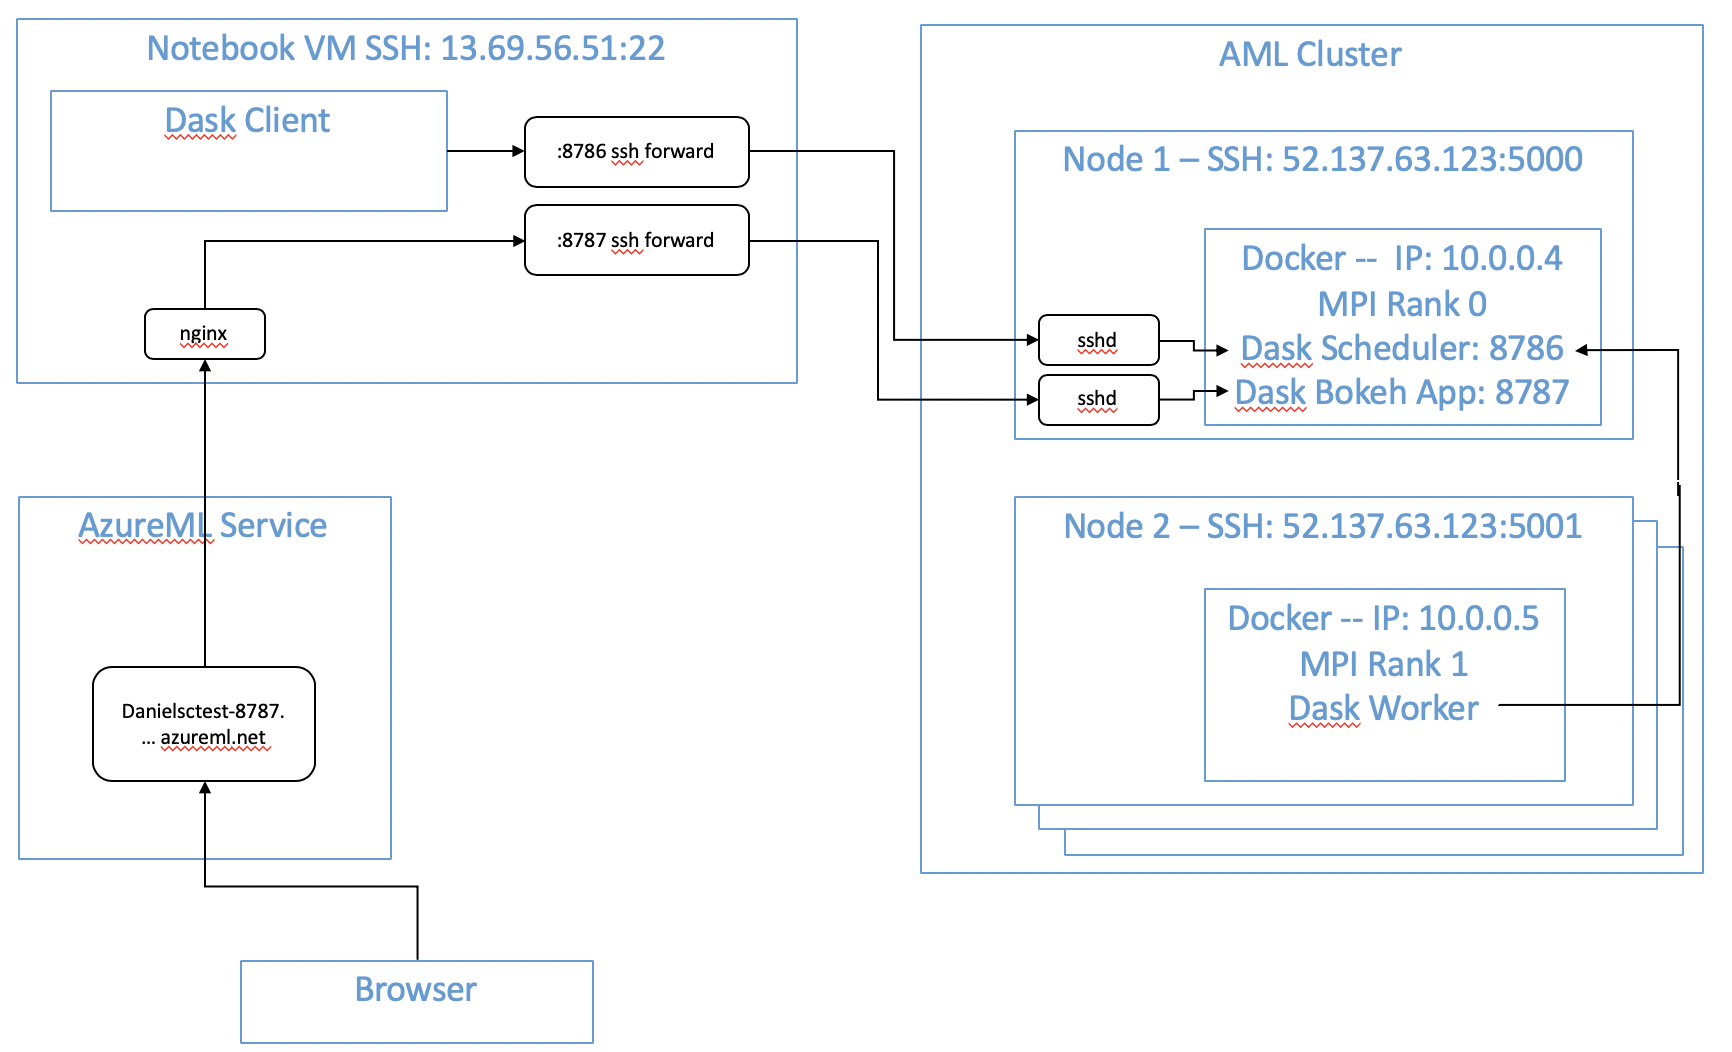 Notebook VM SSH: 13.69.56.51:22
Dask Client
:8786 ssh forward
:8787 ssh forward
nginx
AML Cluster
Node 1 – SSH: 52.137.63.123:5000
Docker --  IP: 10.0.0.4
MPI Rank 0
Dask Scheduler: 8786
Dask Bokeh App: 8787
sshd
sshd
Node 2 – SSH: 52.137.63.123:5001
Docker -- IP: 10.0.0.5
MPI Rank 1
Dask Worker
AzureML Service
Danielsctest-8787.
... azureml.net
Browser